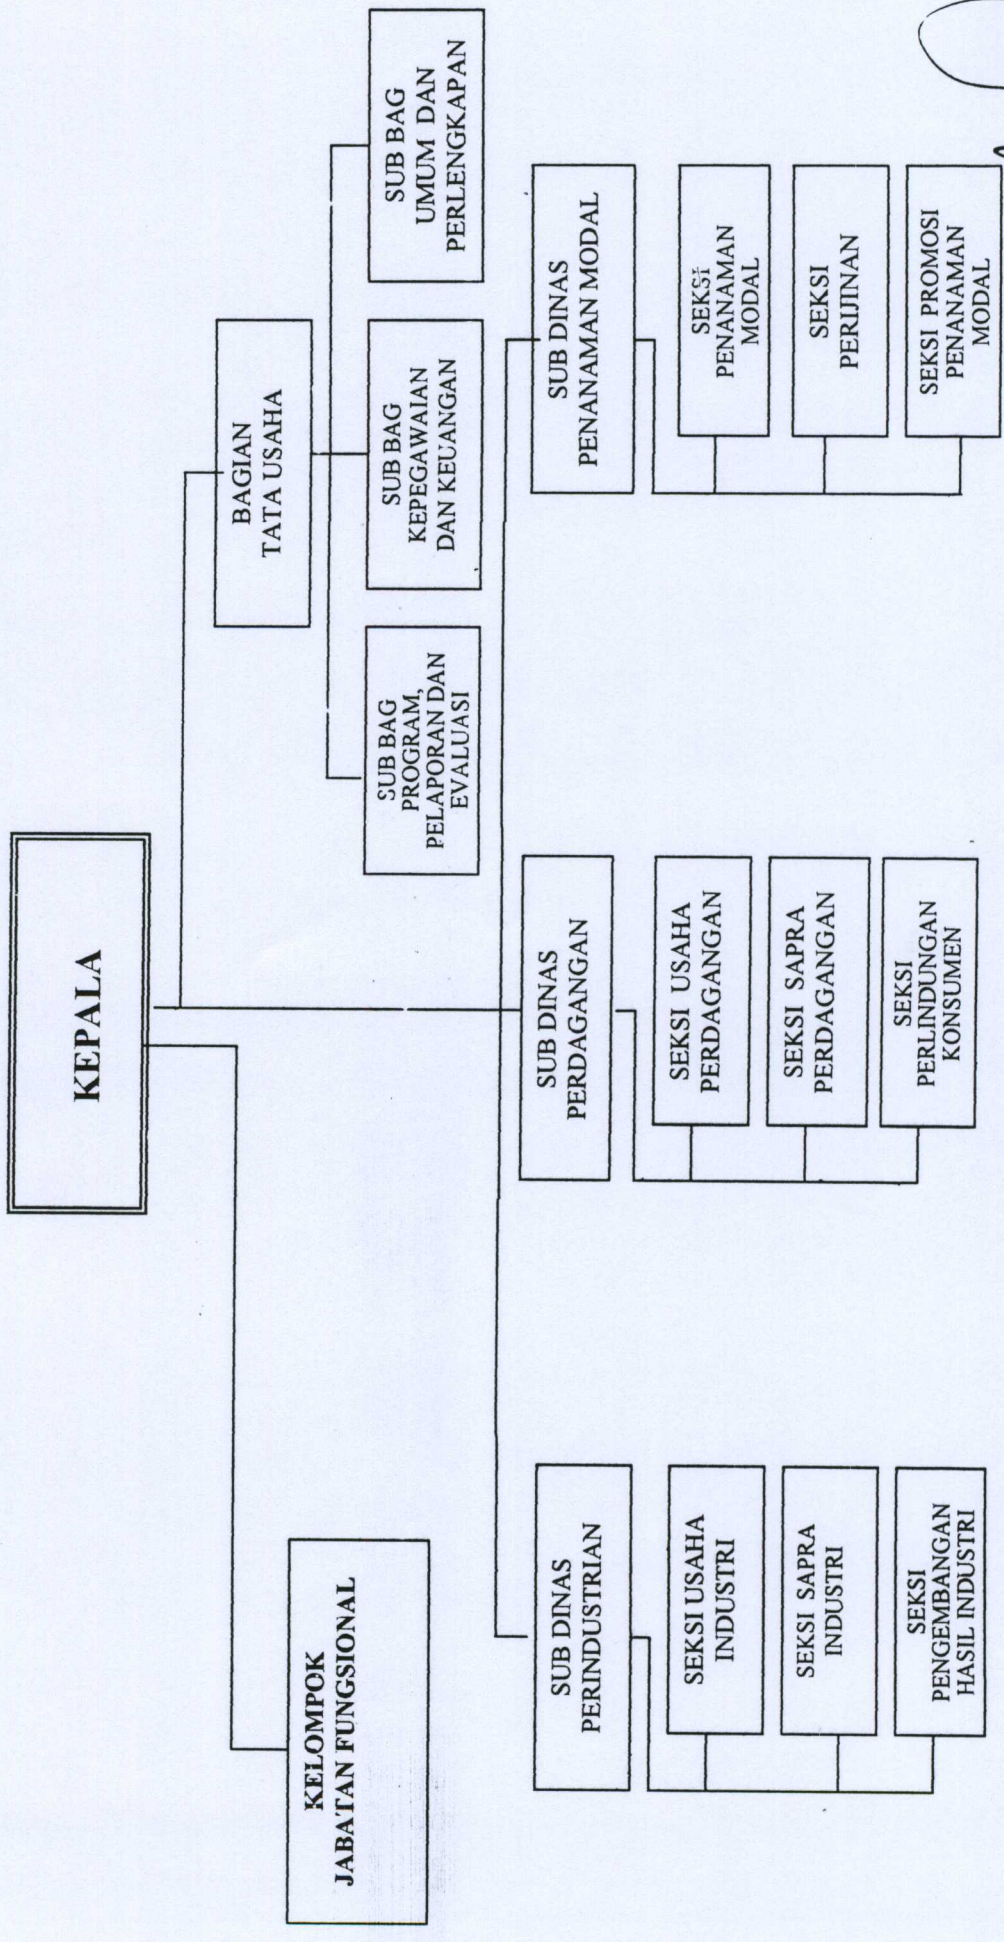 KEPALA
KELOMPOK
JABATAN FUNGSIONAL
BAGIAN
TATA USAHA
SUB BAG
PROGRAM,
PELAPORAN DAN
EVALUASI
SUB BAG
KEPEGAWAIAN
DAN KEUANGAN
SUB BAG
UMUM DAN
PERLENGKAPAN
SUB DINAS
PERINDUSTRIAN
SEKSI USAHA
INDUSTRI
SEKSI SAPRA
INDUSTRI
SEKSI
PENGEMBANGAN
HASIL INDUSTRI
SUB DINAS
PERDAGANGAN
SEKSI USAHA
PERDAGANGAN
SEKSI SAPRA
PERDAGANGAN
SEKSI
PERLINDUNGAN
KONSUMEN
SUB DINAS
PENANAMAN MODAL
SEKSI
PENANAMAN
MODAL
SEKSI
PERIJINAN
SEKSI PROMOSI
PENANAMAN
MODAL